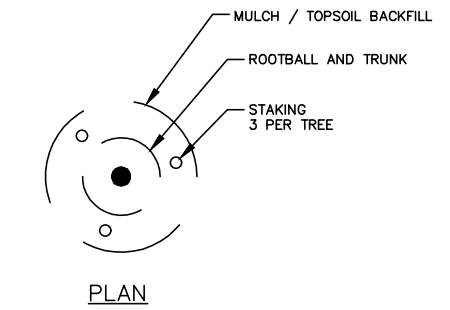 MULCH / TOPSOIL BACKFILL
ROOTBALL AND TRUNK
STAKING
3 PER TREE
PLAN